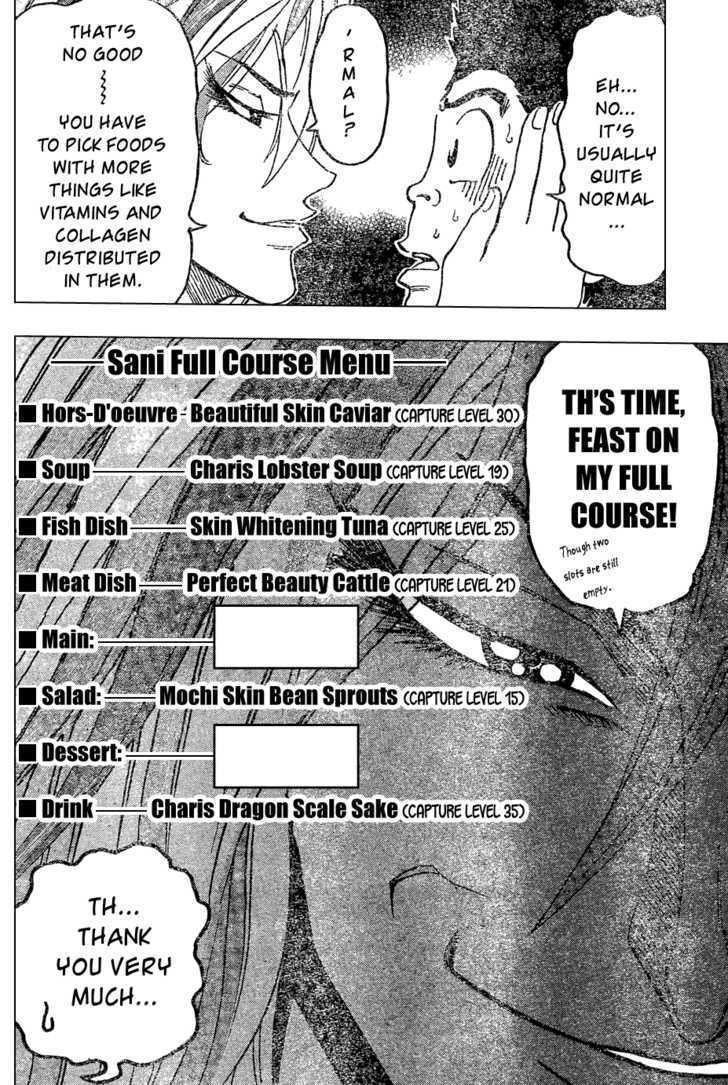 EH...
NO...
IT'S
USUALLY
QUITE
NORMAL
...
'
R
M
A
L
?
THAT'S
NO GOOD
YOU HAVE
TO PICK FOODS
WITH MORE
THINGS LIKE
VITAMINS AND
COLLAGEN
DISTRIBUTED
IN THEM.
TH'S TIME,
FEAST ON
MY FULL
COURSE!
Though two
slots are still
empty.
Sani Full Course Menu
Hors-D'oeuvre - Beautiful Skin Caviar (CAPTURE LEVEL 30)
Soup Charis Lobster Soup (CAPTURE LEVEL 19)
Fish Dish Skin Whitening Tuna (CAPTURE LEVEL 25)
Meat Dish Perfect Beauty Cattle (CAPTURE LEVEL 21)
Main:
Salad: Mochi Skin Bean Sprouts (CAPTURE LEVEL 15)
Dessert:
Drink Charis Dragon Scale Sake (CAPTURE LEVEL 35)
TH...
THANK
YOU VERY
MUCH...